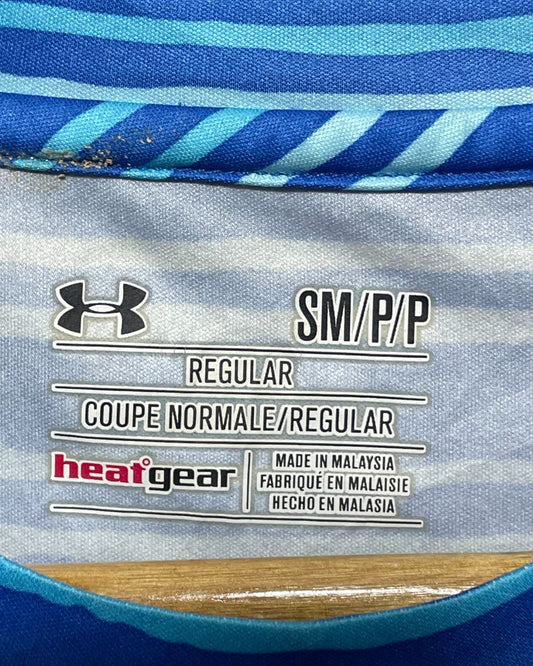 SM/P/P
REGULAR
COUPE NORMALE/REGULAR
heatgear
MADE IN MALAYSIA
FABRIQUÉ EN MALAISIE
HECHO EN MALASIA